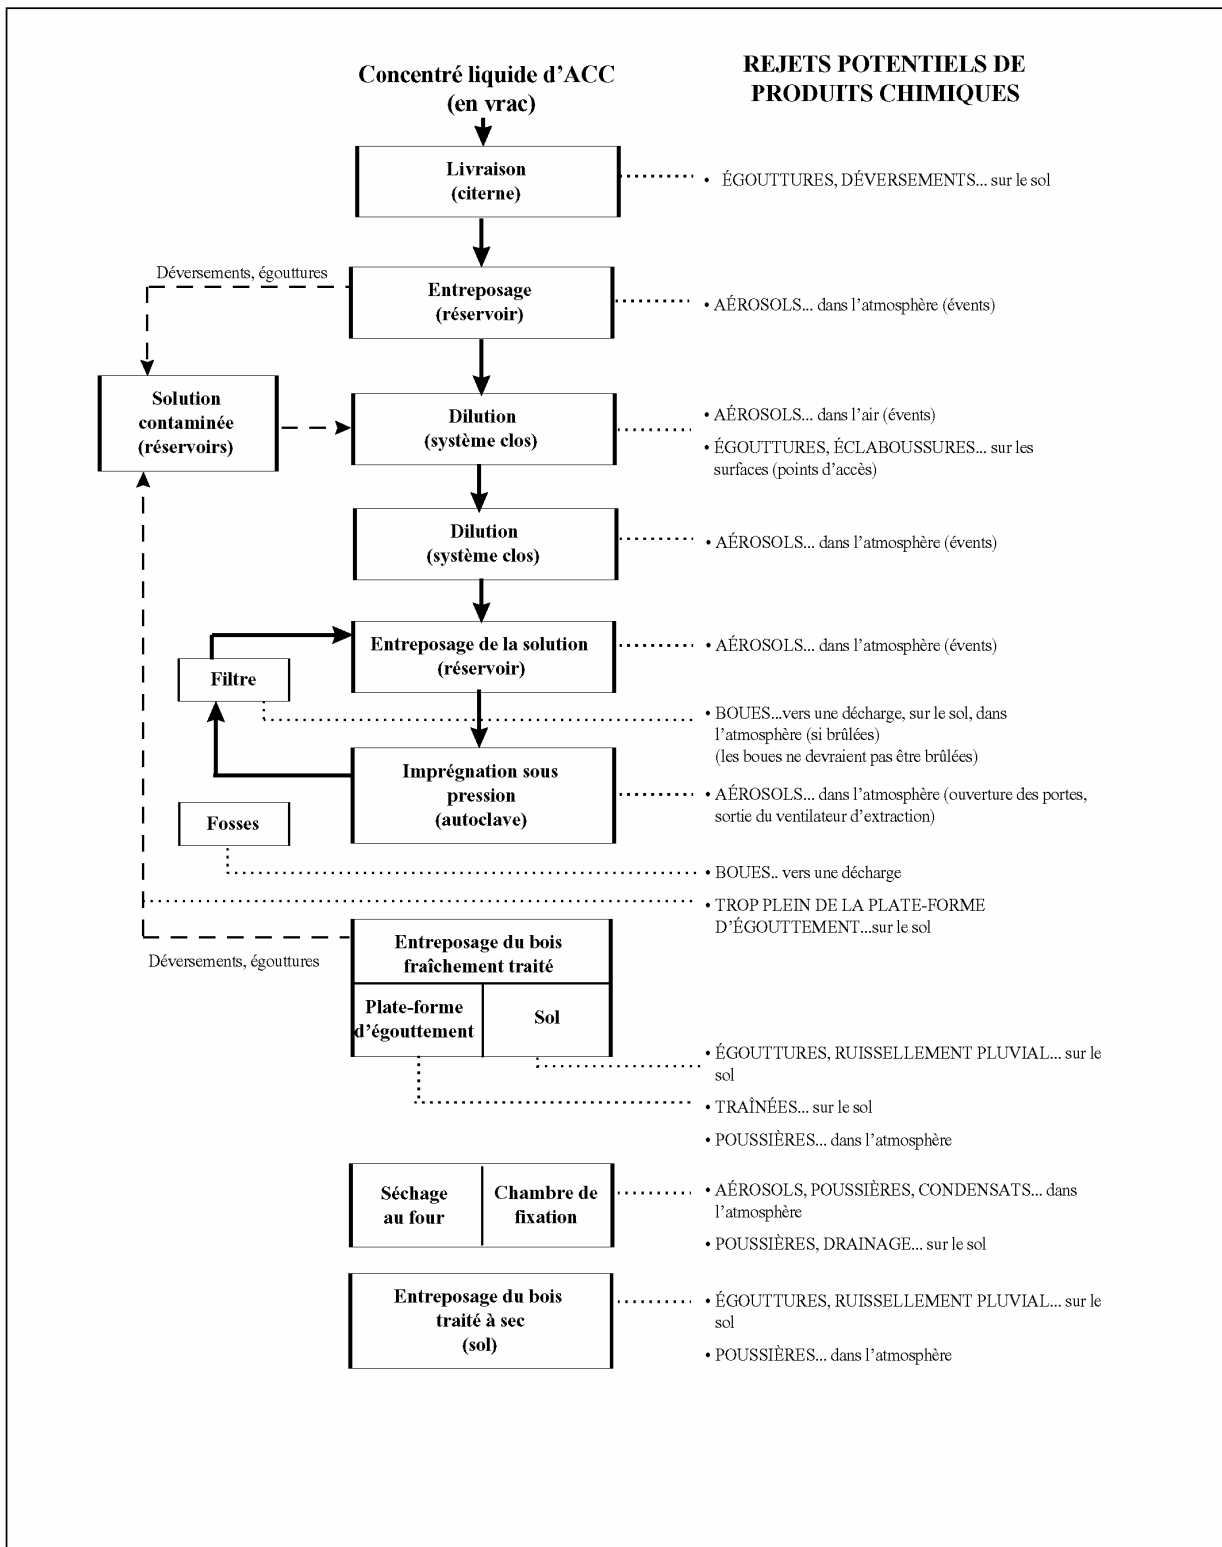 Concentré liquide d'ACC
(en vrac)
REJETS POTENTIELS DE
PRODUITS CHIMIQUES
Livraison
(citerne)
• ÉGOUTTURES, DÉVERSEMENTS... sur le sol
Déversements, égouttures
Entreposage
(réservoir)
• AÉROSOLS... dans l'atmosphère (évents)
Solution
contaminée
(réservoirs)
Dilution
(système clos)
• AÉROSOLS... dans l'air (évents)
• ÉGOUTTURES, ÉCLABOUSSURES... sur les
surfaces (points d'accès)
Dilution
(système clos)
• AÉROSOLS... dans l'atmosphère (évents)
Entreposage de la solution
(réservoir)
• AÉROSOLS... dans l'atmosphère (évents)
Filtre
• BOUES...vers une décharge, sur le sol, dans
l'atmosphère (si brûlées)
(les boues ne devraient pas être brûlées)
Imprégnation sous
pression
(autoclave)
• AÉROSOLS... dans l'atmosphère (ouverture des portes,
sortie du ventilateur d'extraction)
Fosses
• BOUES.. vers une décharge
• TROP PLEIN DE LA PLATE-FORME
D'ÉGOUTTEMENT...sur le sol
Déversements, égouttures
Entreposage du bois
fraîchement traité
Plate-forme
d'égouttement
Sol
• ÉGOUTTURES, RUISSELLEMENT PLUVIAL... sur le
sol
• TRAÎNÉES... sur le sol
• POUSSIÈRES... dans l'atmosphère
Séchage
au four
Chambre de
fixation
• AÉROSOLS, POUSSIÈRES, CONDENSATS... dans
l'atmosphère
• POUSSIÈRES, DRAINAGE... sur le sol
Entreposage du bois
traité à sec
(sol)
• ÉGOUTTURES, RUISSELLEMENT PLUVIAL... sur le
sol
• POUSSIÈRES... dans l'atmosphère